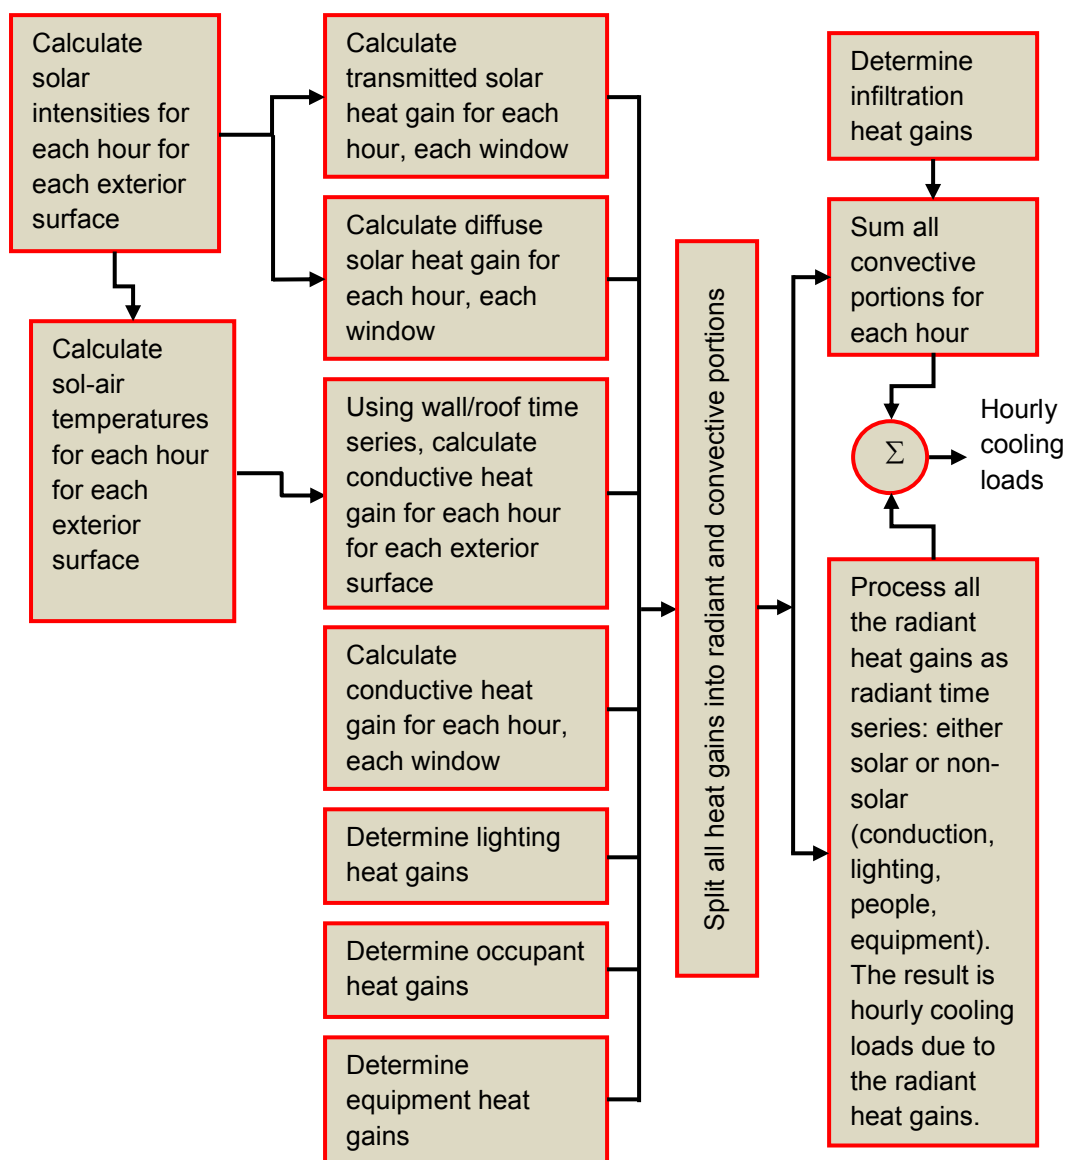 Calculate
solar
intensities for
each hour for
each exterior
surface
Calculate
sol-air
temperatures
for each hour
for each
exterior
surface
Calculate
transmitted solar
heat gain for each
hour, each window
Calculate diffuse
solar heat gain for
each hour, each
window
Using wall/roof time
series, calculate
conductive heat
gain for each hour
for each exterior
surface
Calculate
conductive heat
gain for each hour,
each window
Determine lighting
heat gains
Determine occupant
heat gains
Determine
equipment heat
gains
Split all heat gains into radiant and convective portions
Determine
infiltration
heat gains
Sum all
convective
portions for
each hour
Σ
Hourly
cooling
loads
Process all
the radiant
heat gains as
radiant time
series: either
solar or non-
solar
(conduction,
lighting,
people,
equipment).
The result is
hourly cooling
loads due to
the radiant
heat gains.